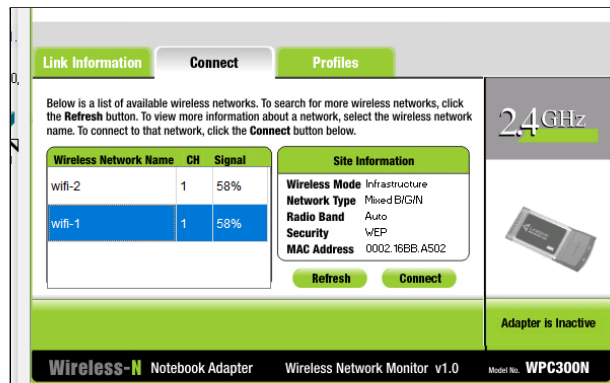 Link Information
Connect
Profiles
Below is a list of available wireless networks. To search for more wireless networks, click
the Refresh button. To view more information about a network, select the wireless network
name. To connect to that network, click the Connect button below.
2,4GHz
Wireless Network Name CH Signal
wifi-2 1 58%
wifi-1 1 58%
Site Information
Wireless Mode Infrastructure
Network Type Mixed B/G/N
Radio Band Auto
Security WEP
MAC Address 0002.16BB.A502
Refresh
Connect
Adapter is Inactive
Wireless-N Notebook Adapter
Wireless Network Monitor v1.0
Model No. WPC300N